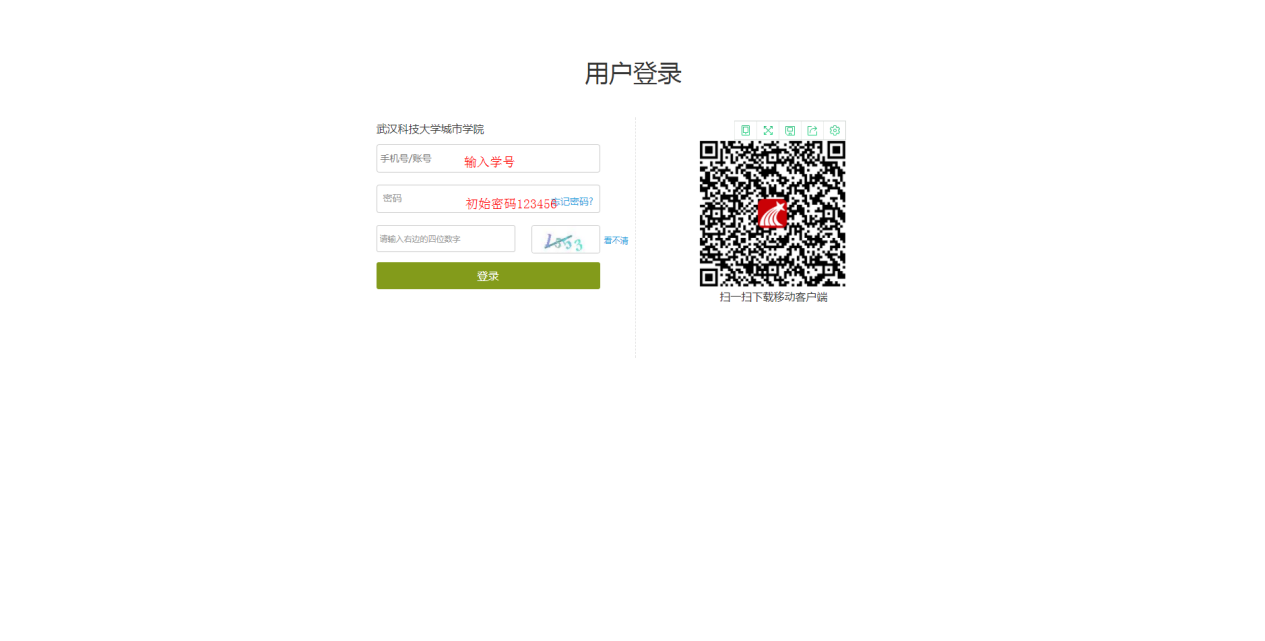 用户登录
武汉科技大学城市学院
手机号/账号
输入学号
密码
初始密码123456
忘记密码?
请输入右边的四位数字
看不清
登录
扫一扫下载移动客户端